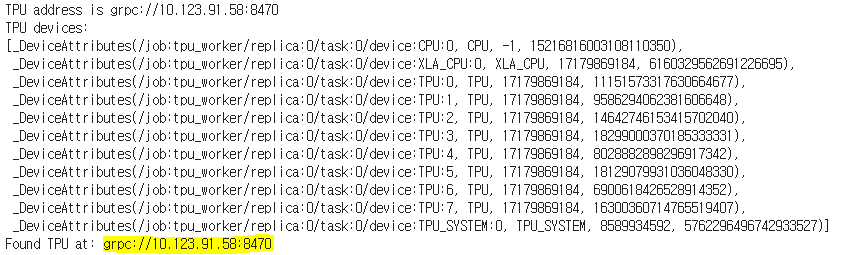 TPU address is grpc://10.123.91.58:8470
TPU devices:
[_DeviceAttributes(/job:tpu_worker/replica:0/task:0/device:CPU:0, CPU, -1, 15216816003108110350),
_DeviceAttributes(/job:tpu_worker/replica:0/task:0/device:XLA_CPU:0, XLA_CPU, 17179869184, 6160329562691226695),
_DeviceAttributes(/job:tpu_worker/replica:0/task:0/device:TPU:0, TPU, 17179869184, 11151573317630664677),
_DeviceAttributes(/job:tpu_worker/replica:0/task:0/device:TPU:1, TPU, 17179869184, 9586294062381606648),
_DeviceAttributes(/job:tpu_worker/replica:0/task:0/device:TPU:2, TPU, 17179869184, 14642746153415702040),
_DeviceAttributes(/job:tpu_worker/replica:0/task:0/device:TPU:3, TPU, 17179869184, 18299000370185333331),
_DeviceAttributes(/job:tpu_worker/replica:0/task:0/device:TPU:4, TPU, 17179869184, 8028882898296917342),
_DeviceAttributes(/job:tpu_worker/replica:0/task:0/device:TPU:5, TPU, 17179869184, 18129079931036048330),
_DeviceAttributes(/job:tpu_worker/replica:0/task:0/device:TPU:6, TPU, 17179869184, 6900618426528914352),
_DeviceAttributes(/job:tpu_worker/replica:0/task:0/device:TPU:7, TPU, 17179869184, 16300360714765519407),
_DeviceAttributes(/job:tpu_worker/replica:0/task:0/device:TPU_SYSTEM:0, TPU_SYSTEM, 8589934592, 5762296496742933527)]
Found TPU at: grpc://10.123.91.58:8470